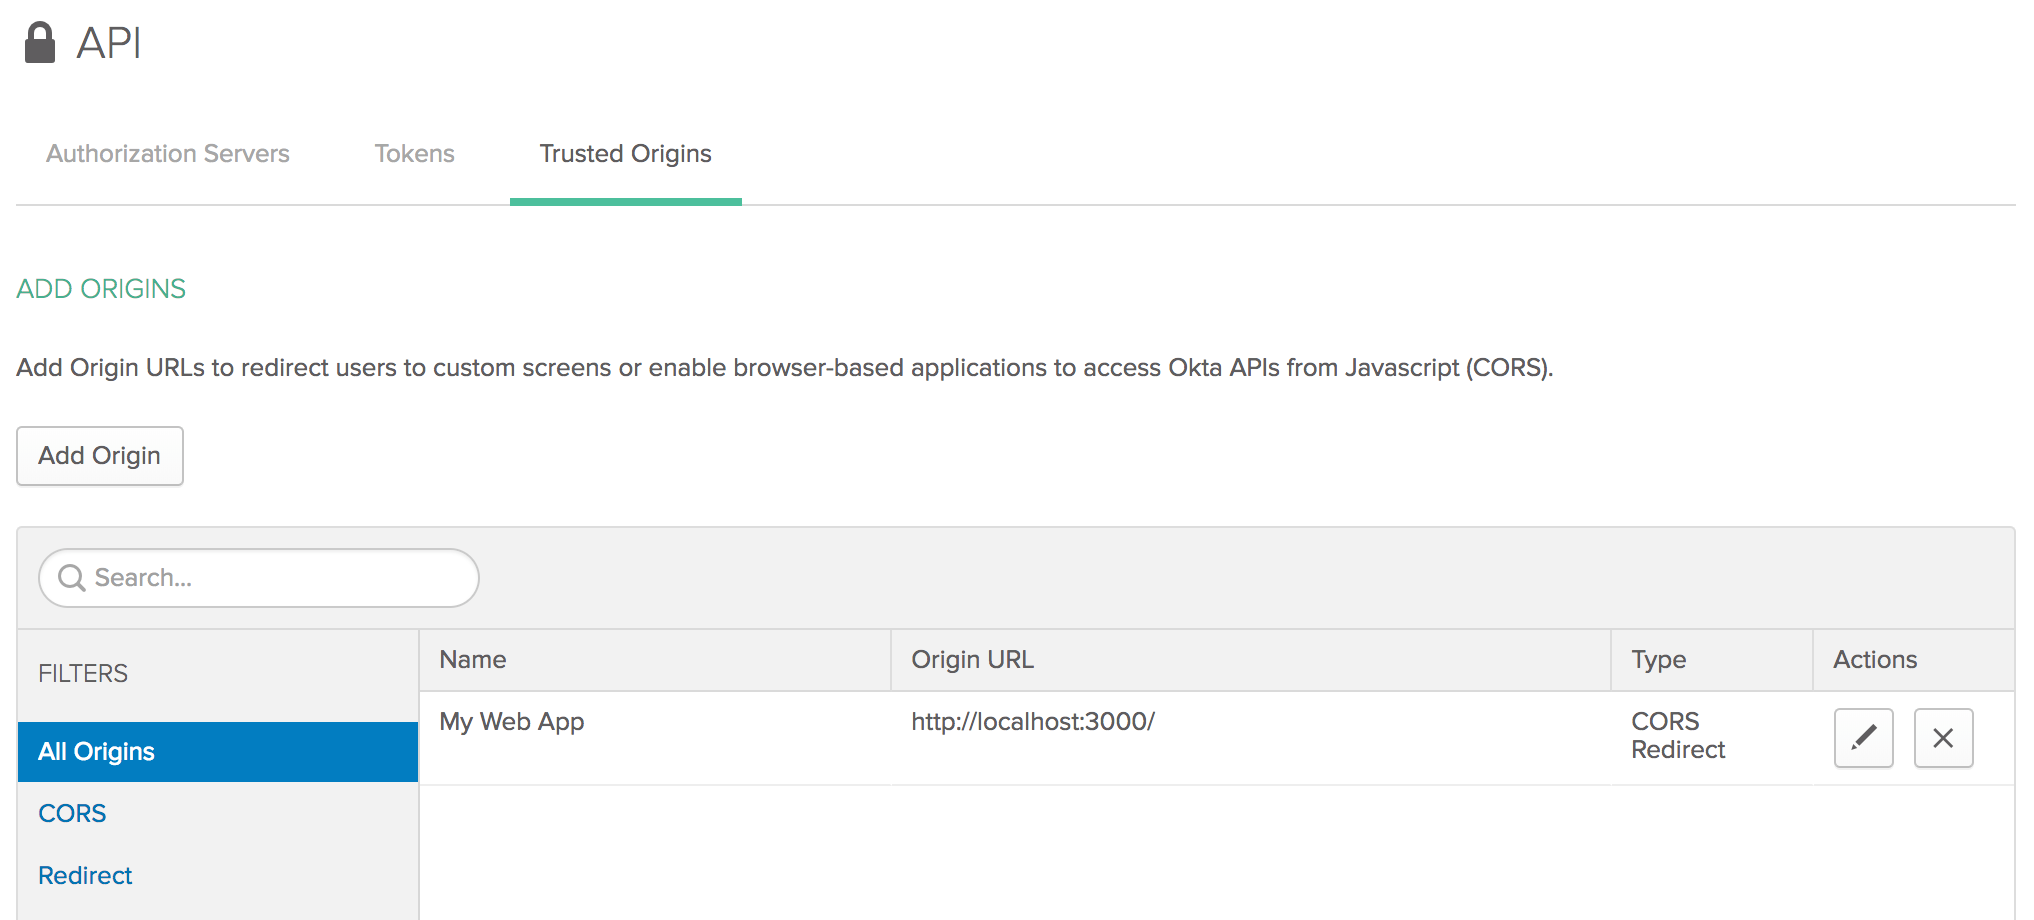 API
Authorization Servers Tokens Trusted Origins
ADD ORIGINS
Add Origin URLs to redirect users to custom screens or enable browser-based applications to access Okta APIs from Javascript (CORS).
Add Origin
Search...
FILTERS
All Origins
CORS
Redirect
Name Origin URL Type Actions
My Web App http://localhost:3000/ CORS
Redirect